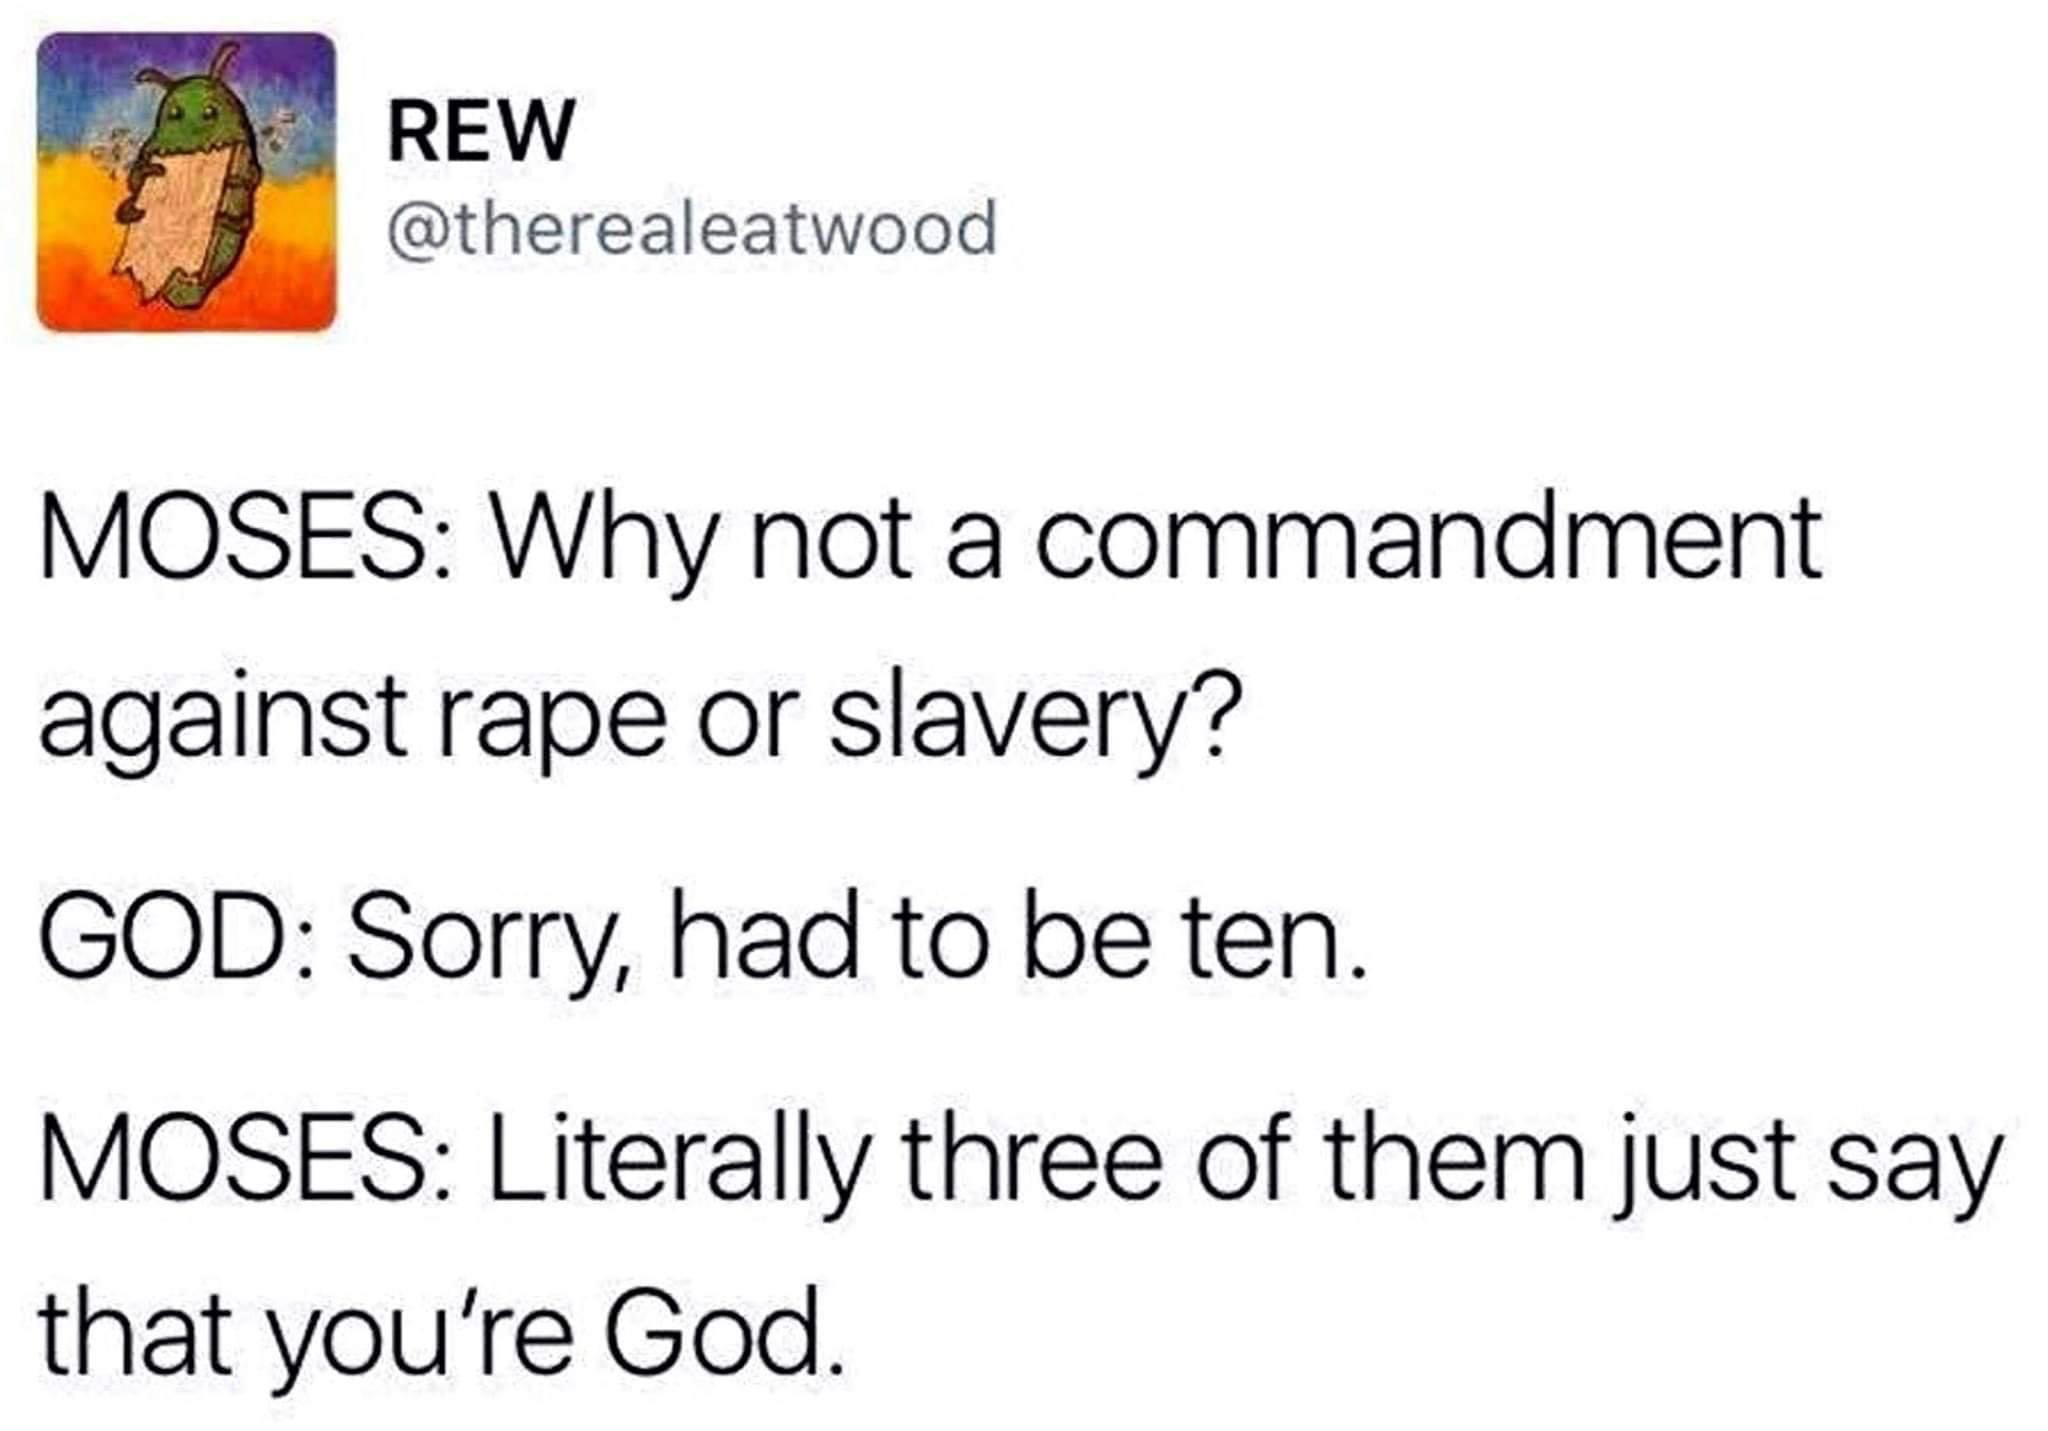 REW
@therealeatwood
MOSES: Why not a commandment
against rape or slavery?
GOD: Sorry, had to be ten.
MOSES: Literally three of them just say
that you're God.